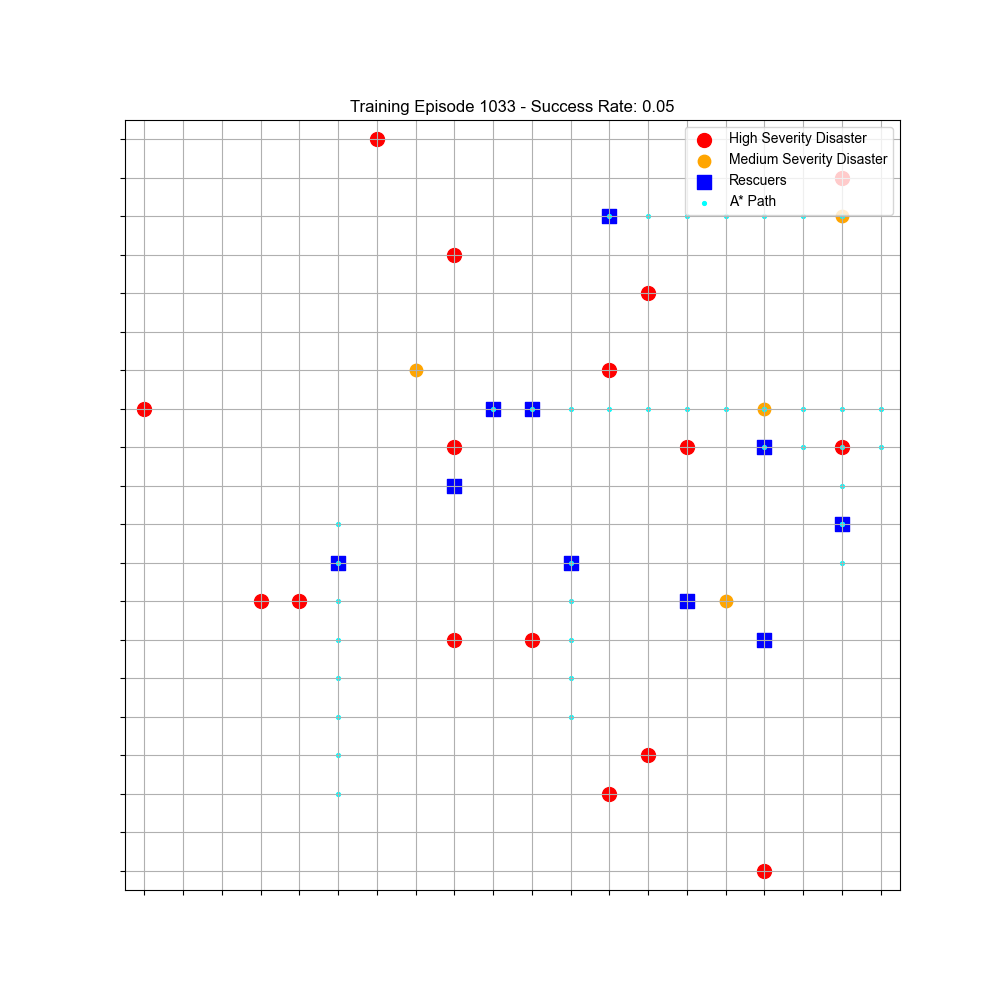 Training Episode 1033 - Success Rate: 0.05
High Severity Disaster
Medium Severity Disaster
Rescuers
A* Path